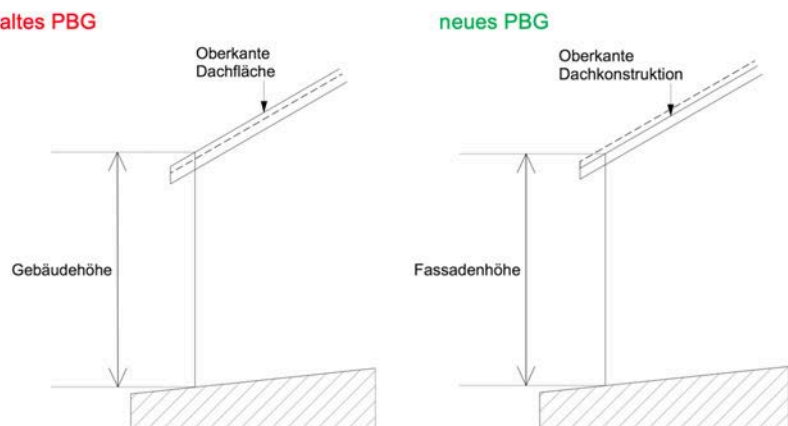 altes PBG
Oberkante
Dachfläche
Gebäudehöhe
neues PBG
Oberkante
Dachkonstruktion
Fassadenhöhe